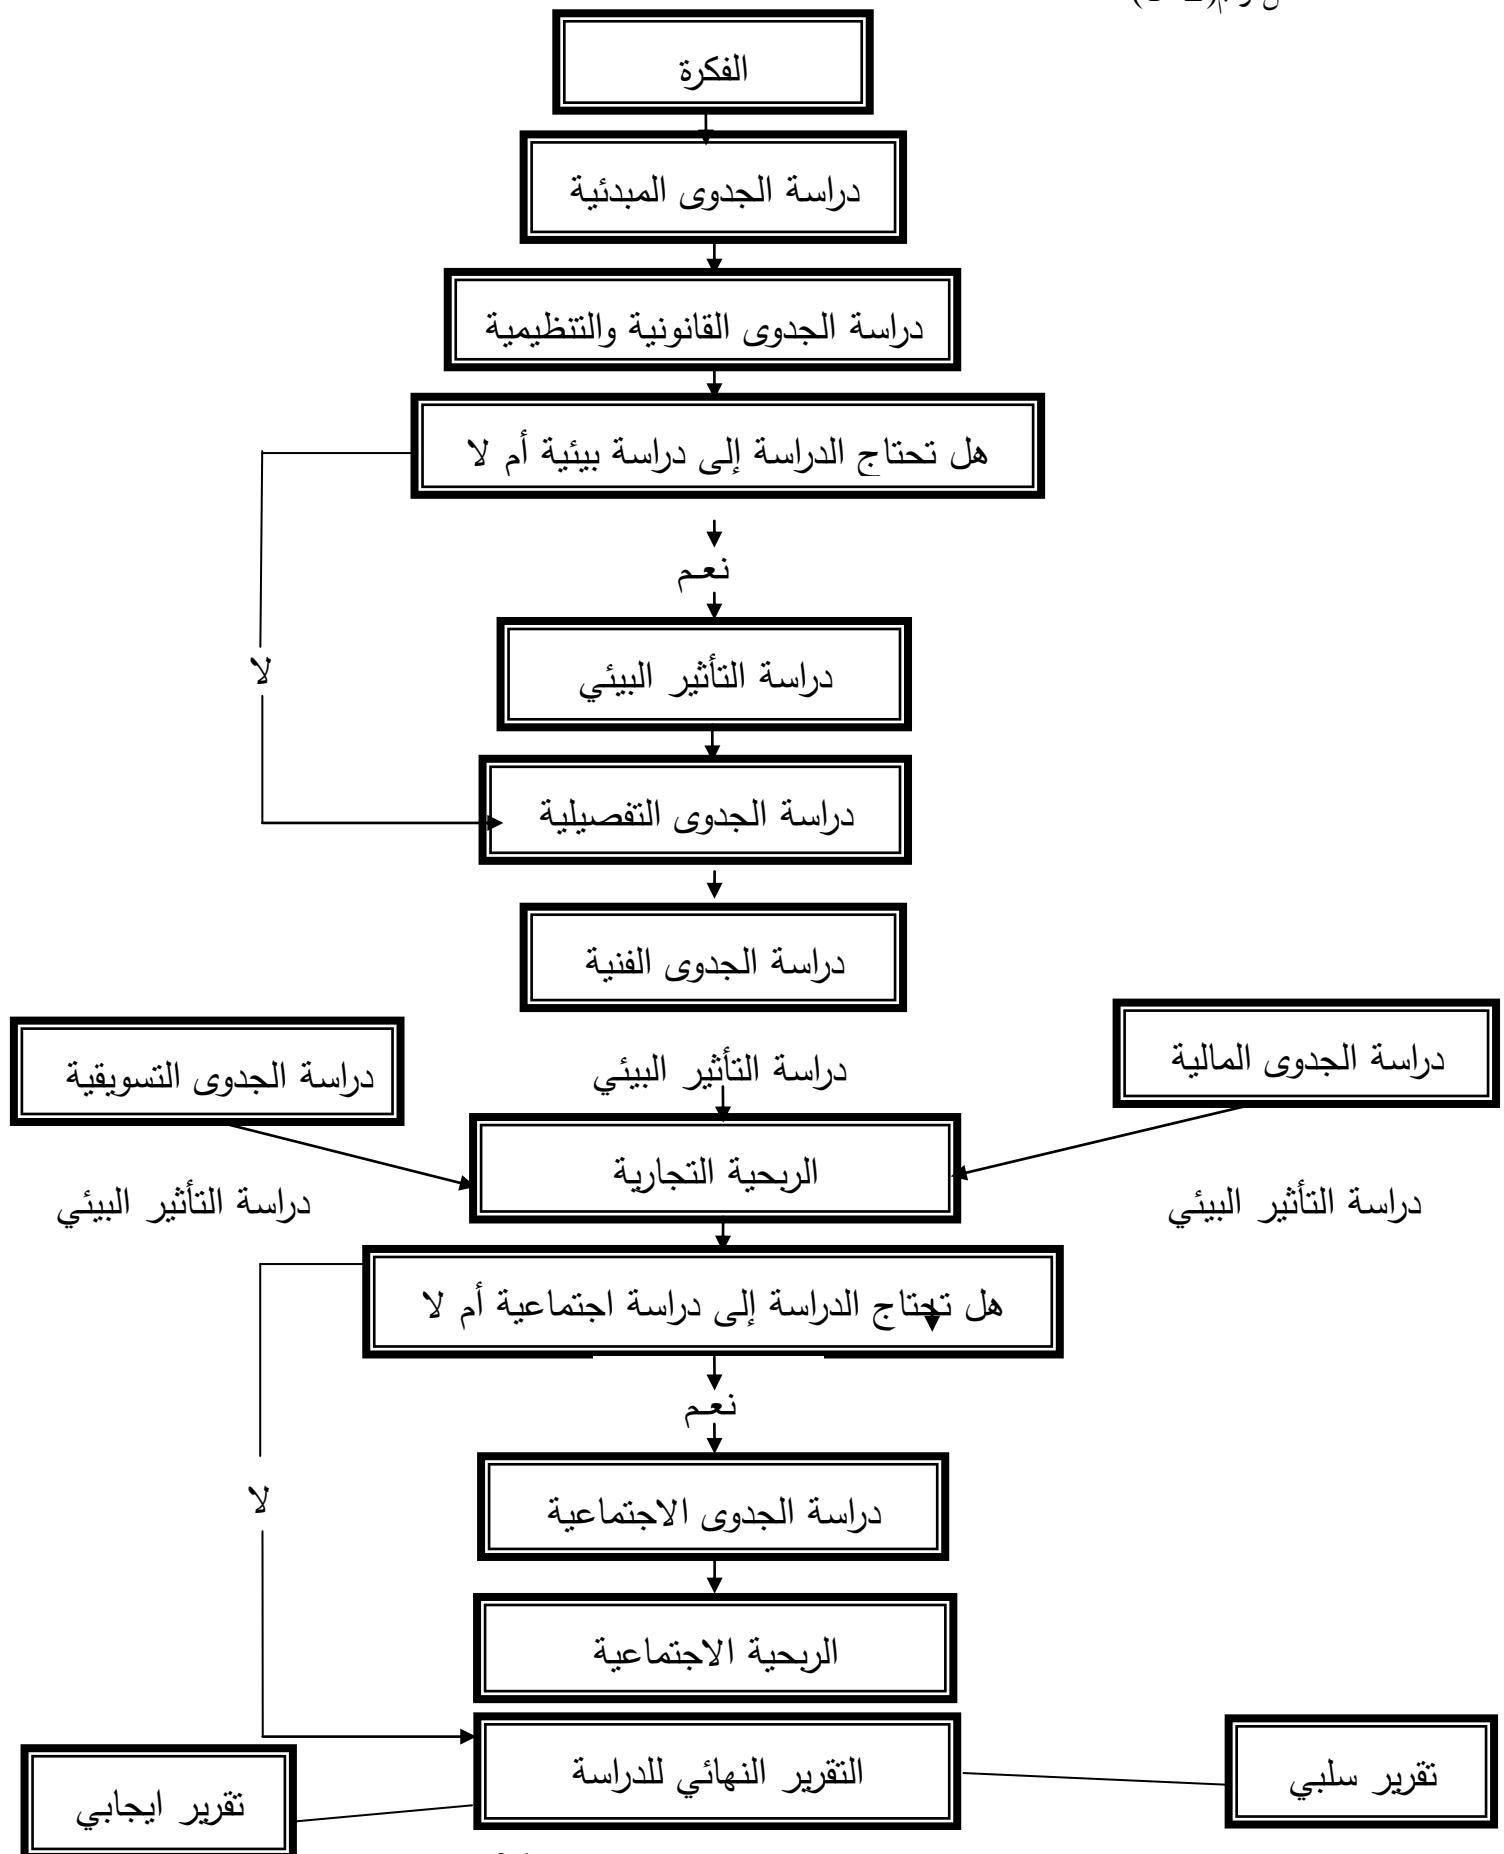 الفكرة
دراسة الجدوى المبدئية
دراسة الجدوى القانونية والتنظيمية
هل تحتاج الدراسة إلى دراسة بيئية أم لا
نعم
دراسة التأثير البيئي
لا
دراسة الجدوى التفصيلية
دراسة الجدوى الفنية
دراسة الجدوى المالية
دراسة التأثير البيئي
دراسة الجدوى التسويقية
الربحية التجارية
دراسة التأثير البيئي
دراسة التأثير البيئي
هل تحتاج الدراسة إلى دراسة اجتماعية أم لا
نعم
لا
دراسة الجدوى الاجتماعية
الربحية الاجتماعية
تقرير سلبي
التقرير النهائي للدراسة
تقرير ايجابي